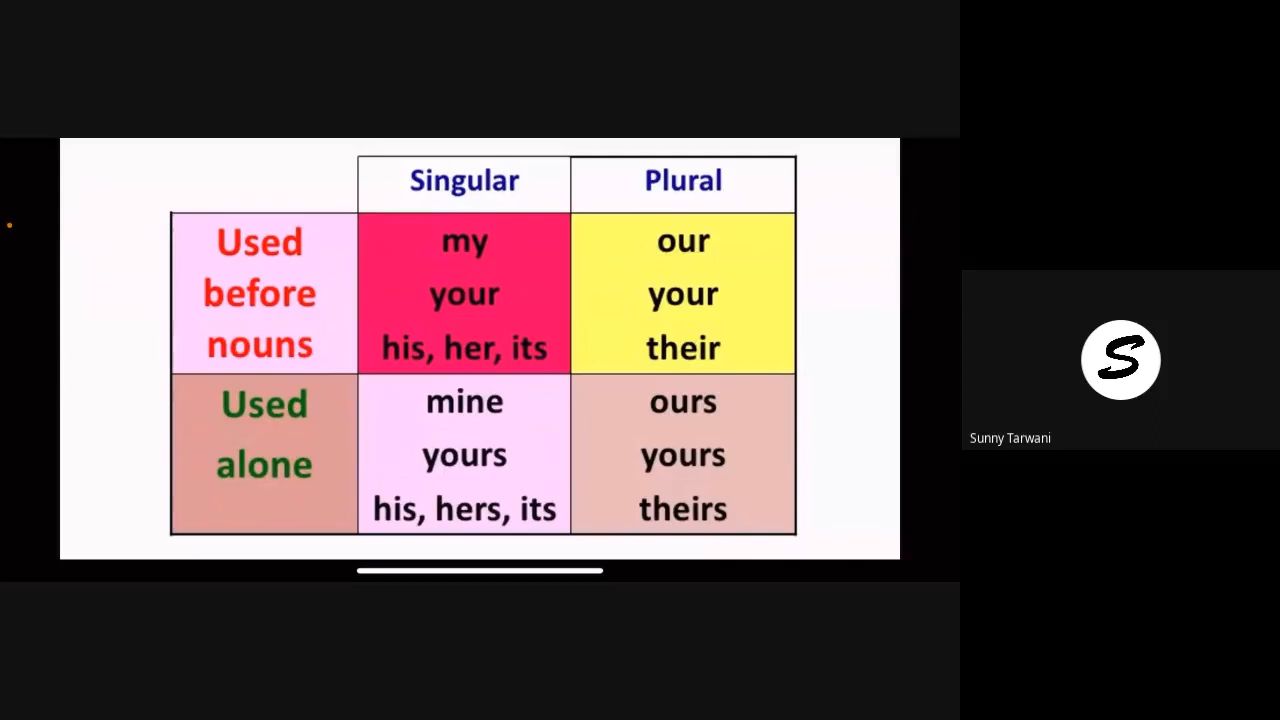 Singular Plural
Used before nouns
my
your
his, her, its
our
your
their
Used alone
mine
yours
his, hers, its
ours
yours
theirs
S
Sunny Tarwani